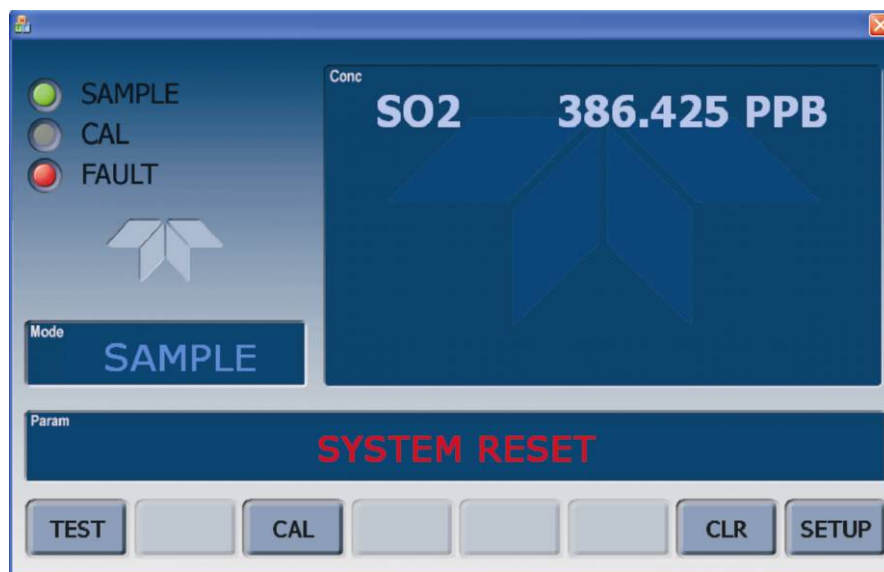 SAMPLE
CAL
FAULT
Conc
SO2 386.425 PPB
Mode
SAMPLE
Param
SYSTEM RESET
TEST CAL CLR SETUP